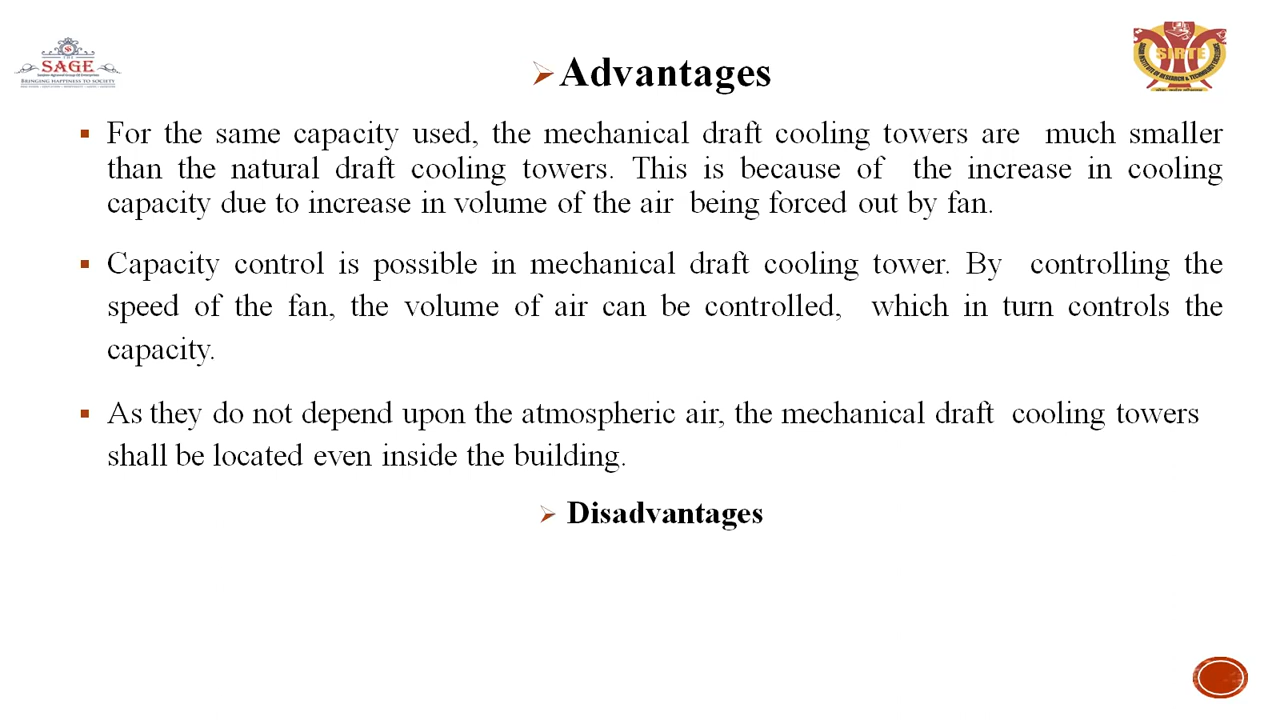 SAGE
BRINGING HAPPINESS TO SOCIETY
SIRTE
Advantages
For the same capacity used, the mechanical draft cooling towers are much smaller
than the natural draft cooling towers. This is because of the increase in cooling
capacity due to increase in volume of the air being forced out by fan.
Capacity control is possible in mechanical draft cooling tower. By controlling the
speed of the fan, the volume of air can be controlled, which in turn controls the
capacity.
As they do not depend upon the atmospheric air, the mechanical draft cooling towers
shall be located even inside the building.
Disadvantages